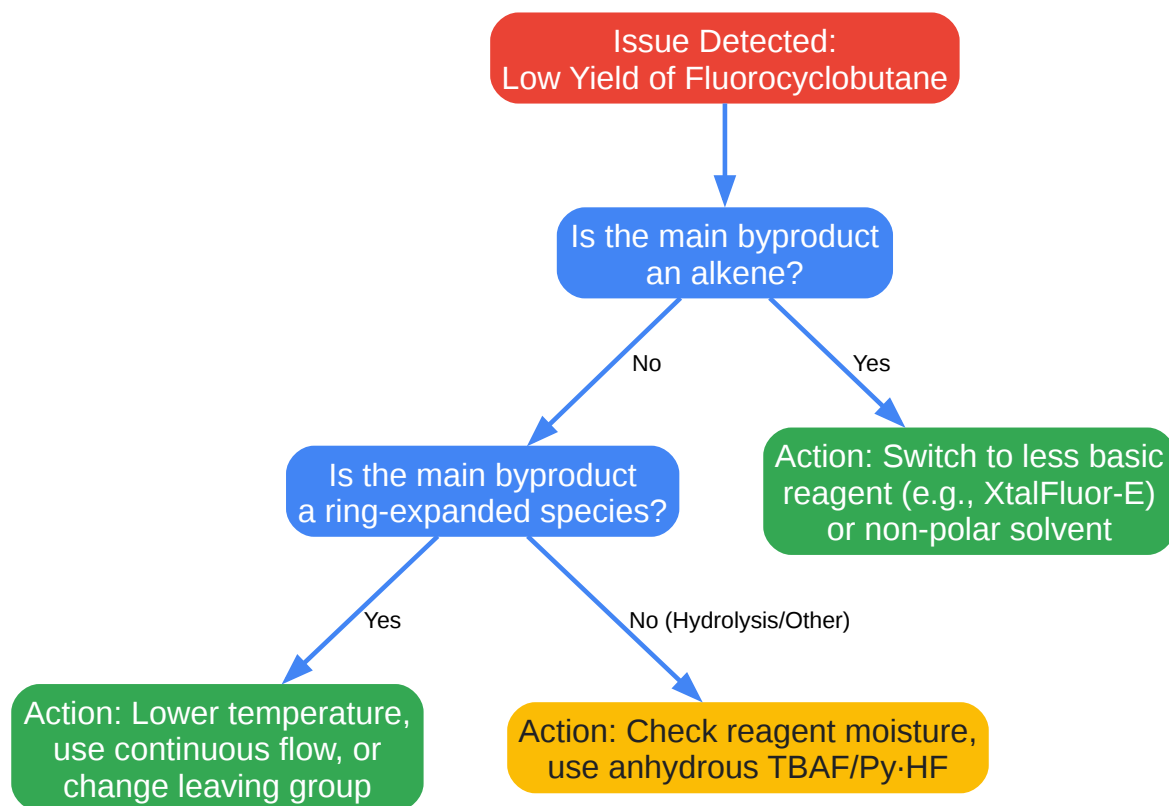 Issue Detected:
Low Yield of Fluorocyclobutane
Is the main byproduct
an alkene?
No
Yes
Is the main byproduct
a ring-expanded species?
Action: Switch to less basic
reagent (e.g., XtalFluor-E)
or non-polar solvent
Yes
No (Hydrolysis/Other)
Action: Lower temperature,
use continuous flow, or
change leaving group
Action: Check reagent moisture,
use anhydrous TBAF/Py·HF